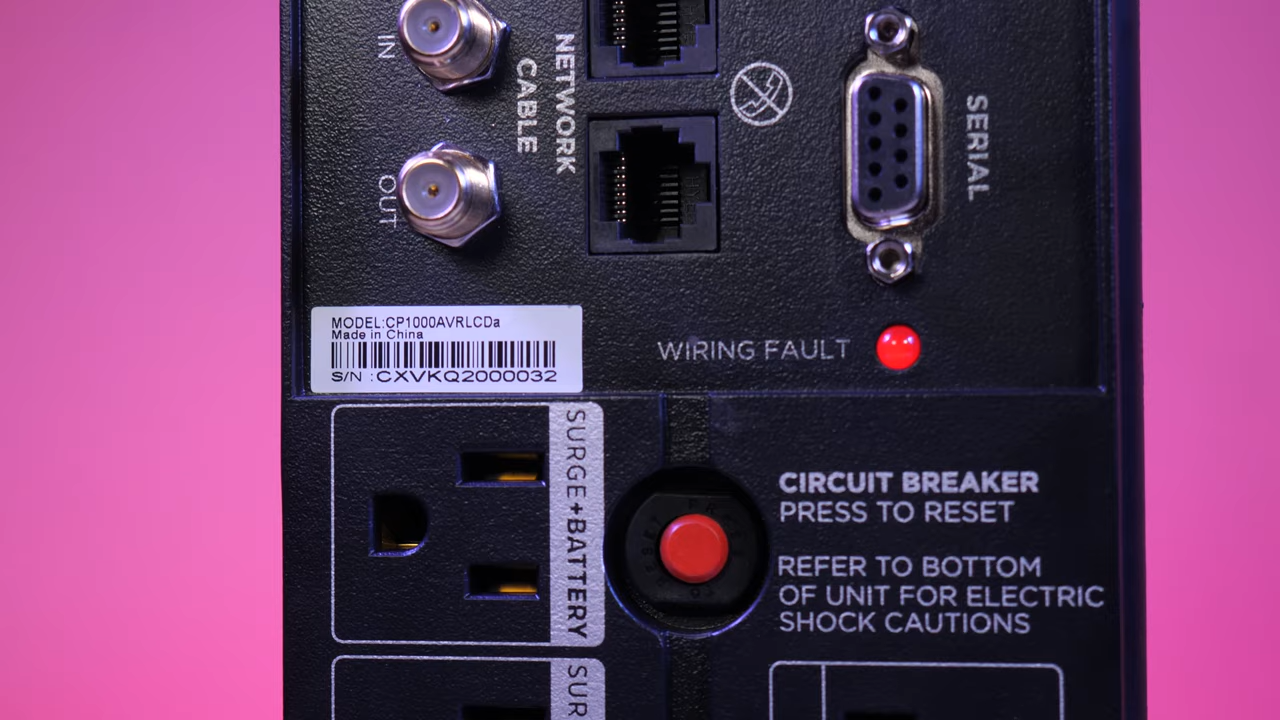 IN
OUT
NETWORK
CABLE
SERIAL
MODEL:CP1000AVRLCDa
Made in China
S/N :CXVKQ2000032
WIRING FAULT
SURGE+BATTERY
CIRCUIT BREAKER
PRESS TO RESET
REFER TO BOTTOM
OF UNIT FOR ELECTRIC
SHOCK CAUTIONS
SUR